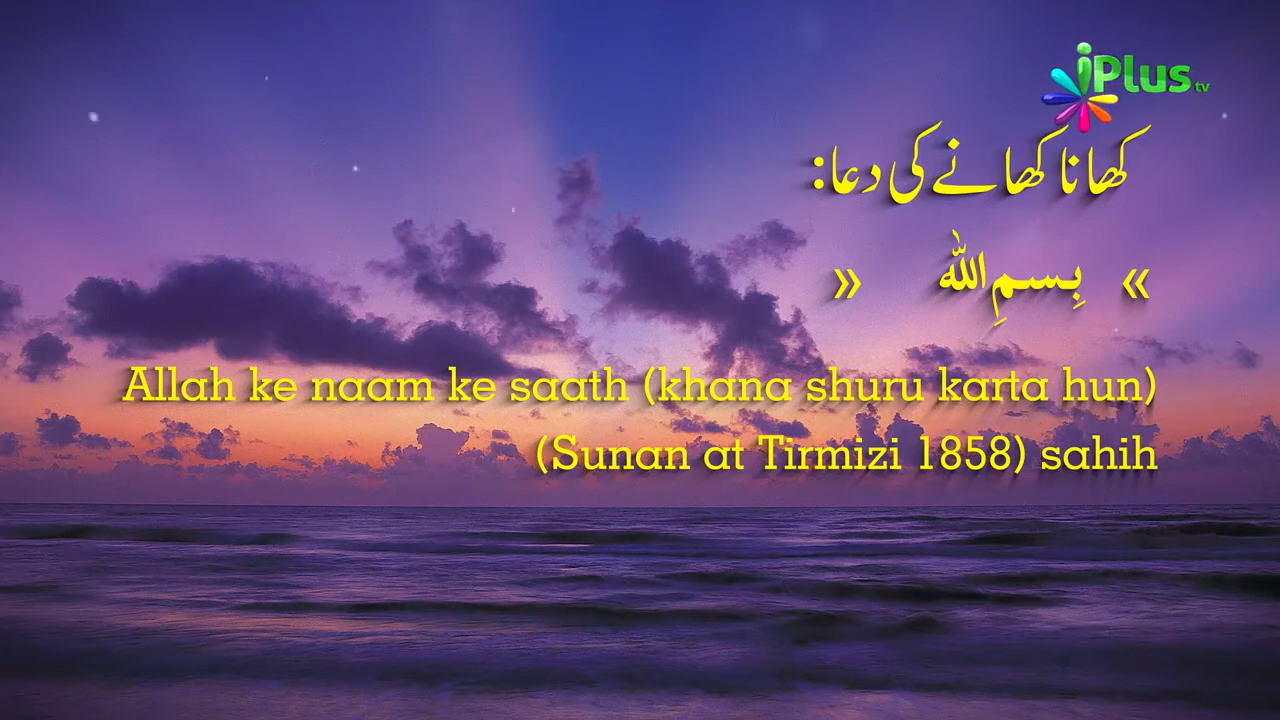 iPlus tv
کھانا کھانے کی دعا:
« بِسمِ اللہ »
Allah ke naam ke saath (khana shuru karta hun)
(Sunan at Tirmizi 1858) sahih